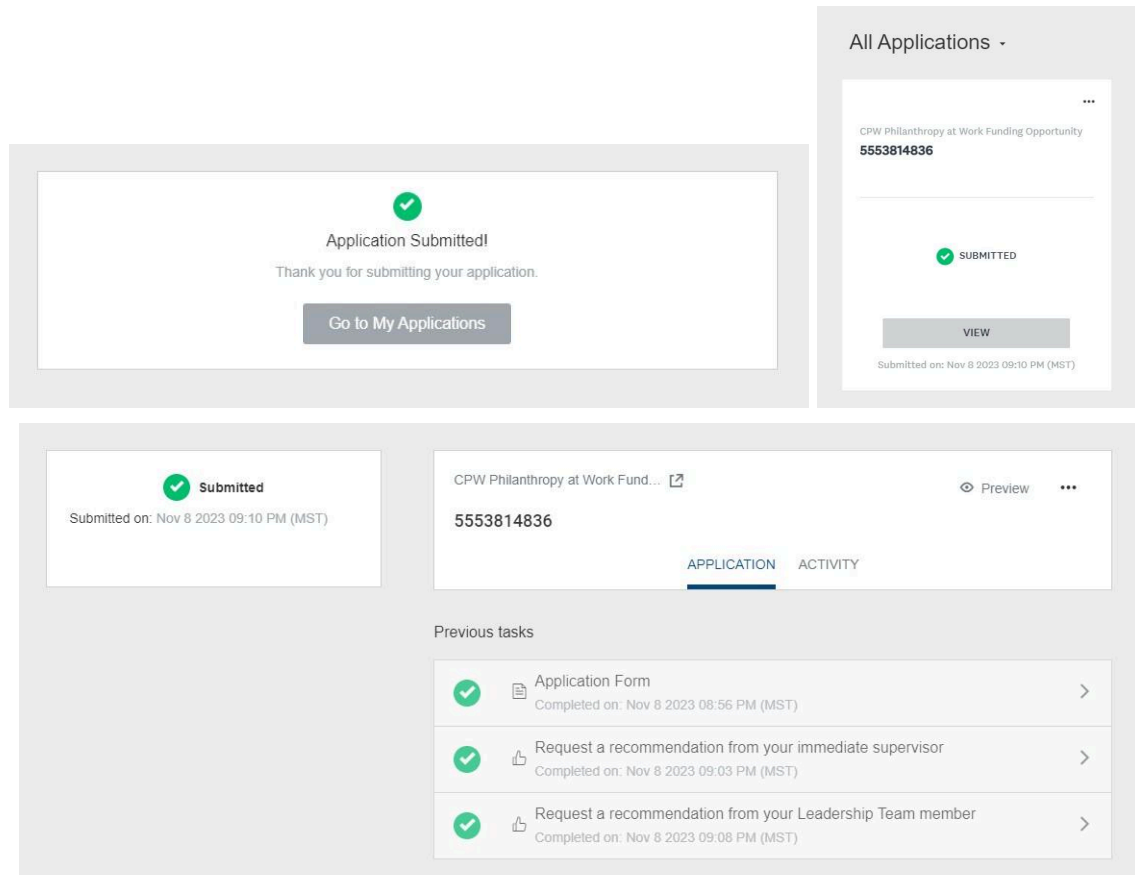 All Applications
•••
CPW Philanthropy at Work Funding Opportunity
5553814836
SUBMITTED
VIEW
Submitted on: Nov 8 2023 09:10 PM (MST)
Application Submitted!
Thank you for submitting your application.
Go to My Applications
Submitted
Submitted on: Nov 8 2023 09:10 PM (MST)
CPW Philanthropy at Work Fund...
Preview •••
5553814836
APPLICATION ACTIVITY
Previous tasks
Application Form
Completed on: Nov 8 2023 08:56 PM (MST)
Request a recommendation from your immediate supervisor
Completed on: Nov 8 2023 09:03 PM (MST)
Request a recommendation from your Leadership Team member
Completed on: Nov 8 2023 09:08 PM (MST)